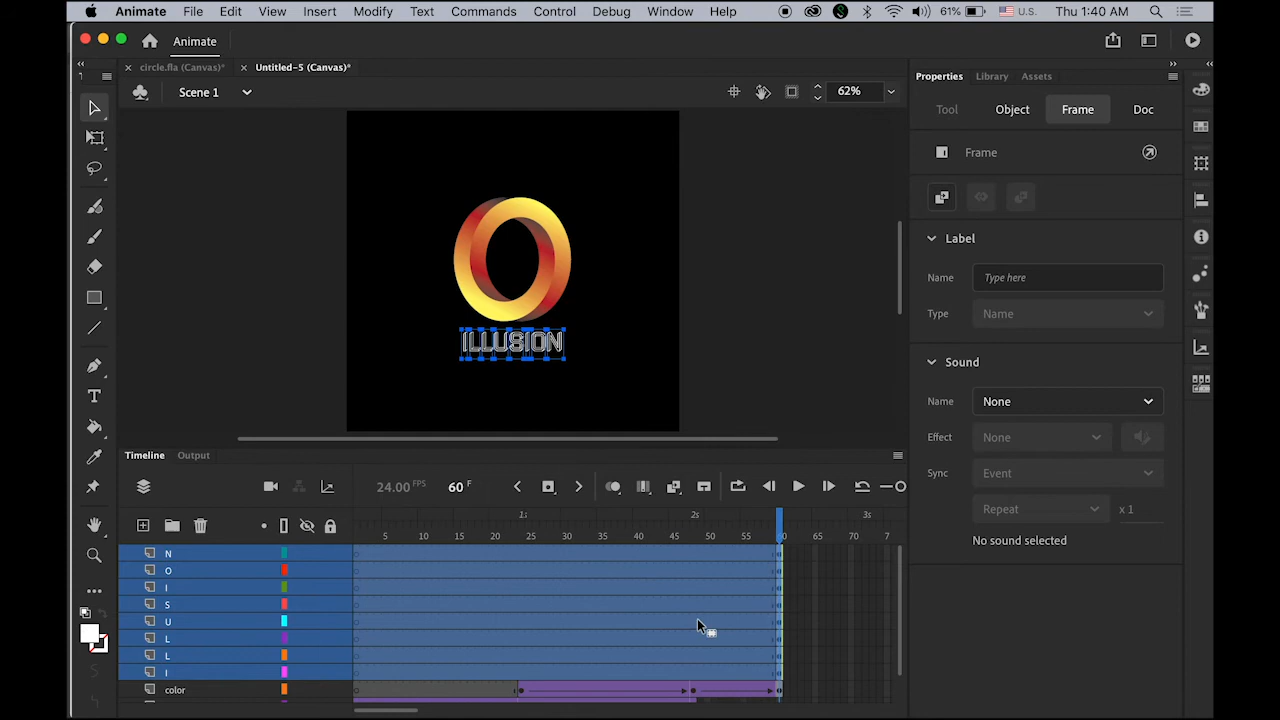 Animate File Edit View Insert Modify Text Commands Control Debug Window Help 61% U.S. Thu 1:40 AM
Animate
circle.fla (Canvas)* Untitled-5 (Canvas)*
Scene 1 62%
Properties Library Assets
Tool Object Frame Doc
Frame
Label
Name Type here
Type Name
Sound
Name None
Effect None
Sync Event
Repeat x 1
No sound selected
ILLUSION
Timeline Output
24.00 FPS 60 F
1s 2s 3s
5 10 15 20 25 30 35 40 45 50 55 60 65 70 7
N
O
I
S
U
L
L
I
color